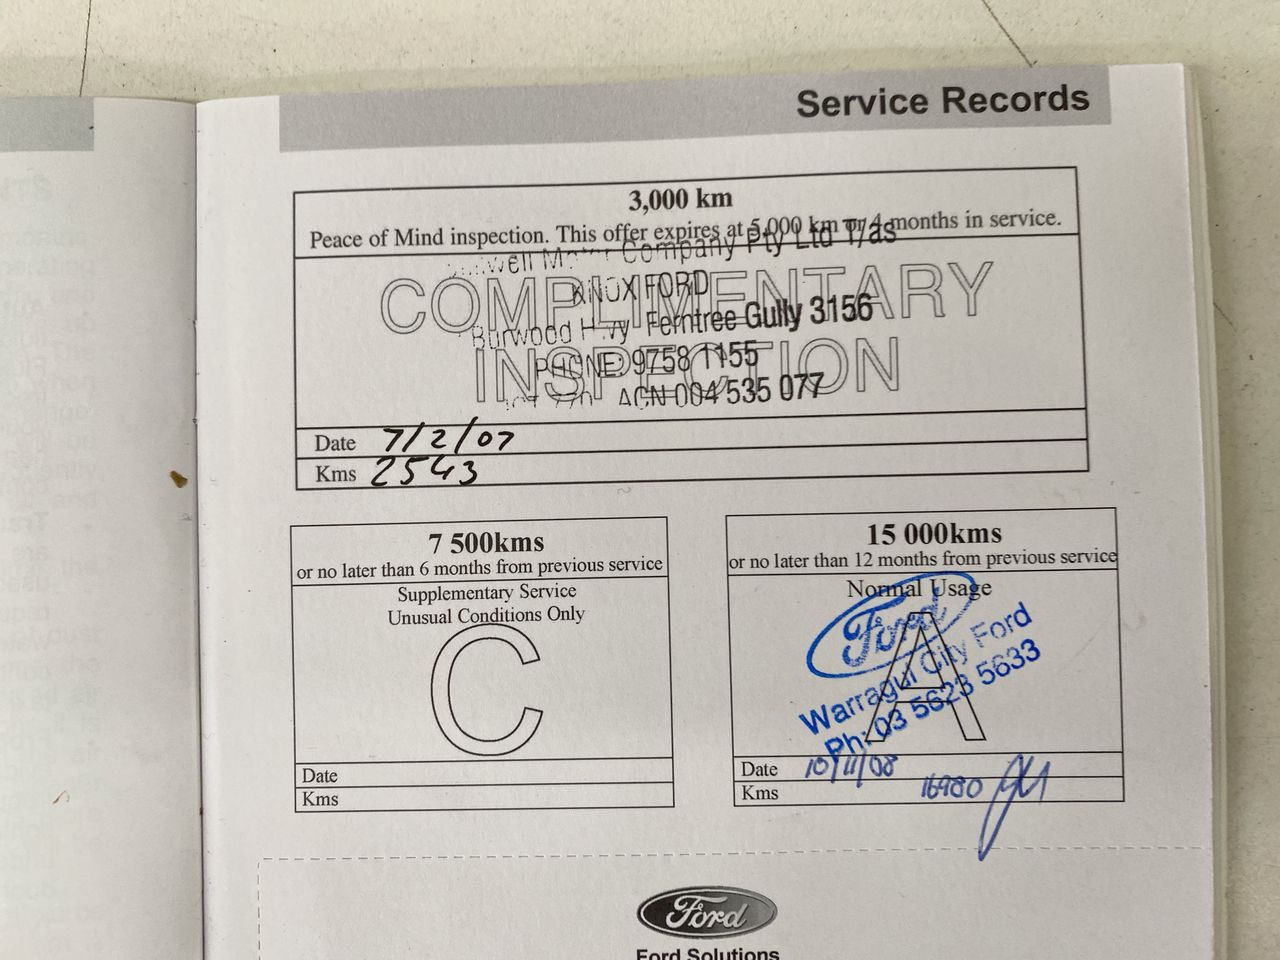 Service Records
3,000 km
Peace of Mind inspection. This offer expires at 5,000 km or 4 months in service.
Company Pty Ltd T/as
KNOX FORD
COMPLIMENTARY
Burwood Hwy Ferntree Gully 3156
PHONE: 9758 1155
INSPECTION
ACN 004 535 077
Date 7/2/07
Kms 2543
7 500kms
or no later than 6 months from previous service
Supplementary Service
Unusual Conditions Only
C
Date
Kms
15 000kms
or no later than 12 months from previous service
Normal Usage
Ford
A
Warragul City Ford
Ph: 03 5623 5633
Date 10/11/08
Kms 16980
Ford
Ford Solutions